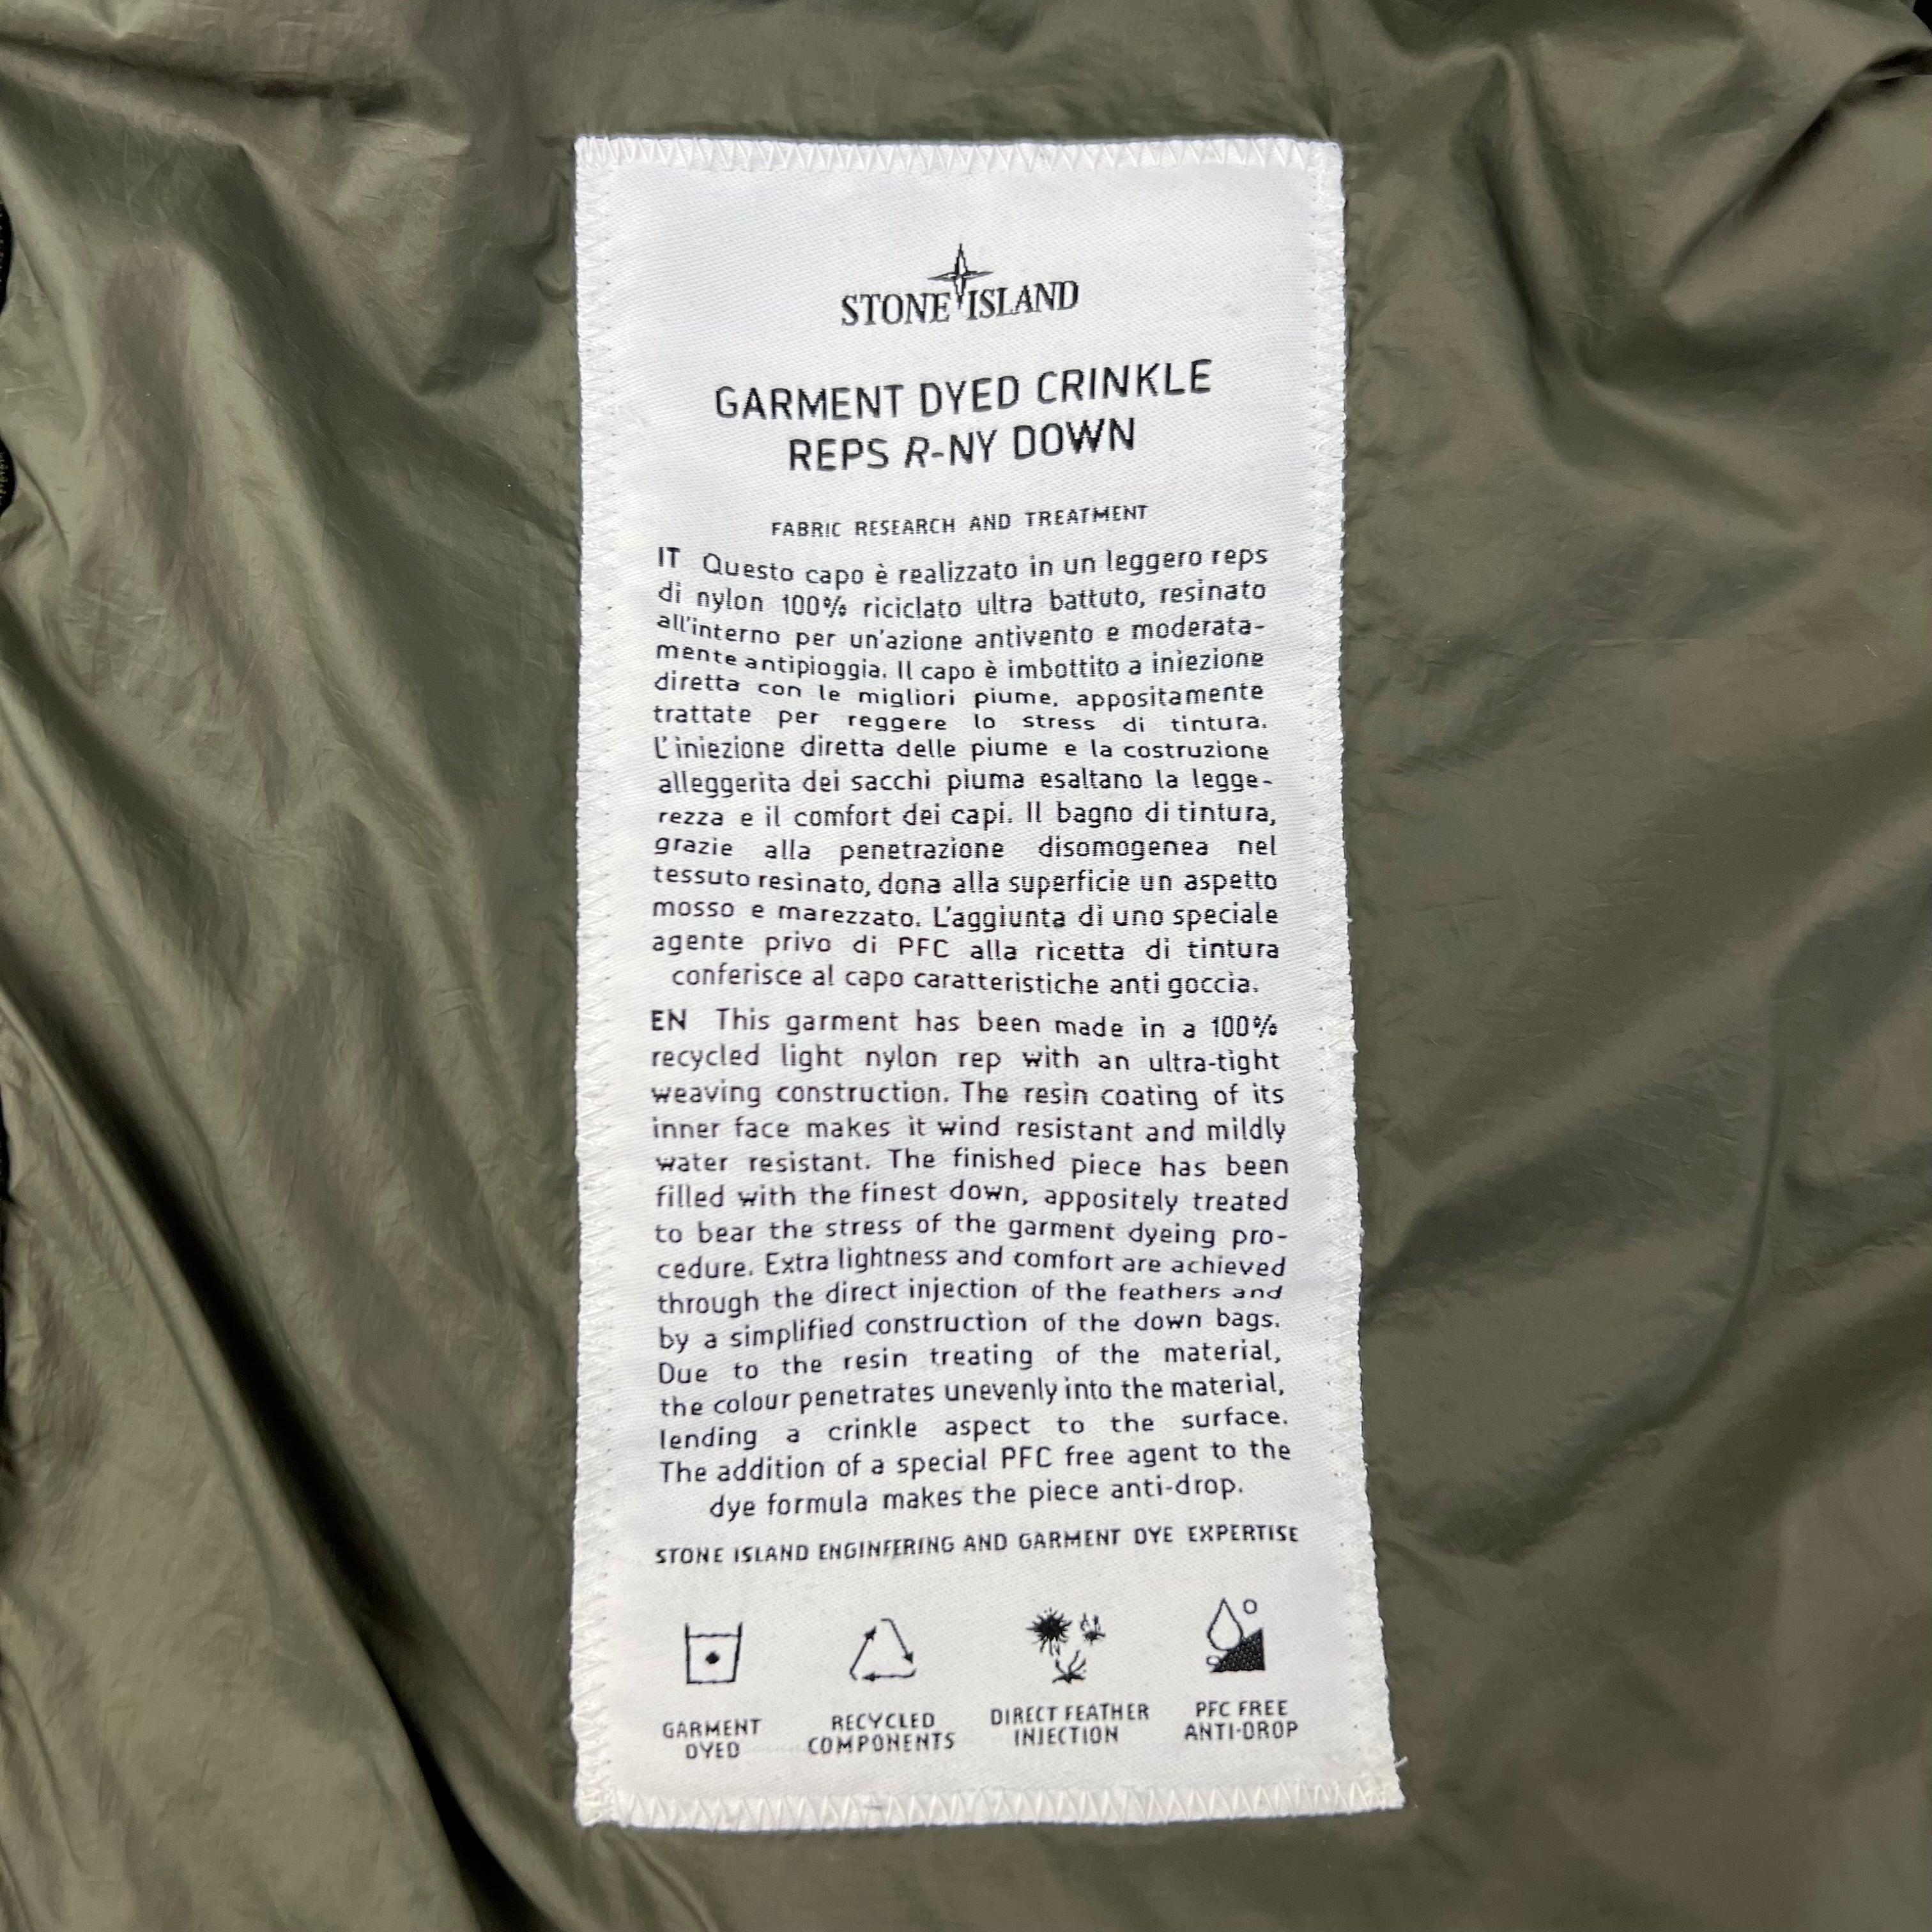 STONE ISLAND
GARMENT DYED CRINKLE
REPS R-NY DOWN
FABRIC RESEARCH AND TREATMENT
IT Questo capo è realizzato in un leggero reps
di nylon 100% riciclato ultra battuto, resinato
all'interno per un'azione antivento e moderata-
mente antipioggia. Il capo è imbottito a iniezione
diretta con le migliori piume, appositamente
trattate per reggere lo stress di tintura.
L'iniezione diretta delle piume e la costruzione
alleggerita dei sacchi piuma esaltano la legge-
rezza e il comfort dei capi. Il bagno di tintura,
grazie alla penetrazione disomogenea nel
tessuto resinato, dona alla superficie un aspetto
mosso e marezzato. L'aggiunta di uno speciale
agente privo di PFC alla ricetta di tintura
conferisce al capo caratteristiche anti goccia.
EN This garment has been made in a 100%
recycled light nylon rep with an ultra-tight
weaving construction. The resin coating of its
inner face makes it wind resistant and mildly
water resistant. The finished piece has been
filled with the finest down, appositely treated
to bear the stress of the garment dyeing pro-
cedure. Extra lightness and comfort are achieved
through the direct injection of the feathers and
by a simplified construction of the down bags.
Due to the resin treating of the material,
the colour penetrates unevenly into the material,
lending a crinkle aspect to the surface.
The addition of a special PFC free agent to the
dye formula makes the piece anti-drop.
STONE ISLAND ENGINEERING AND GARMENT DYE EXPERTISE
GARMENT
DYED
RECYCLED
COMPONENTS
DIRECT FEATHER
INJECTION
PFC FREE
ANTI-DROP